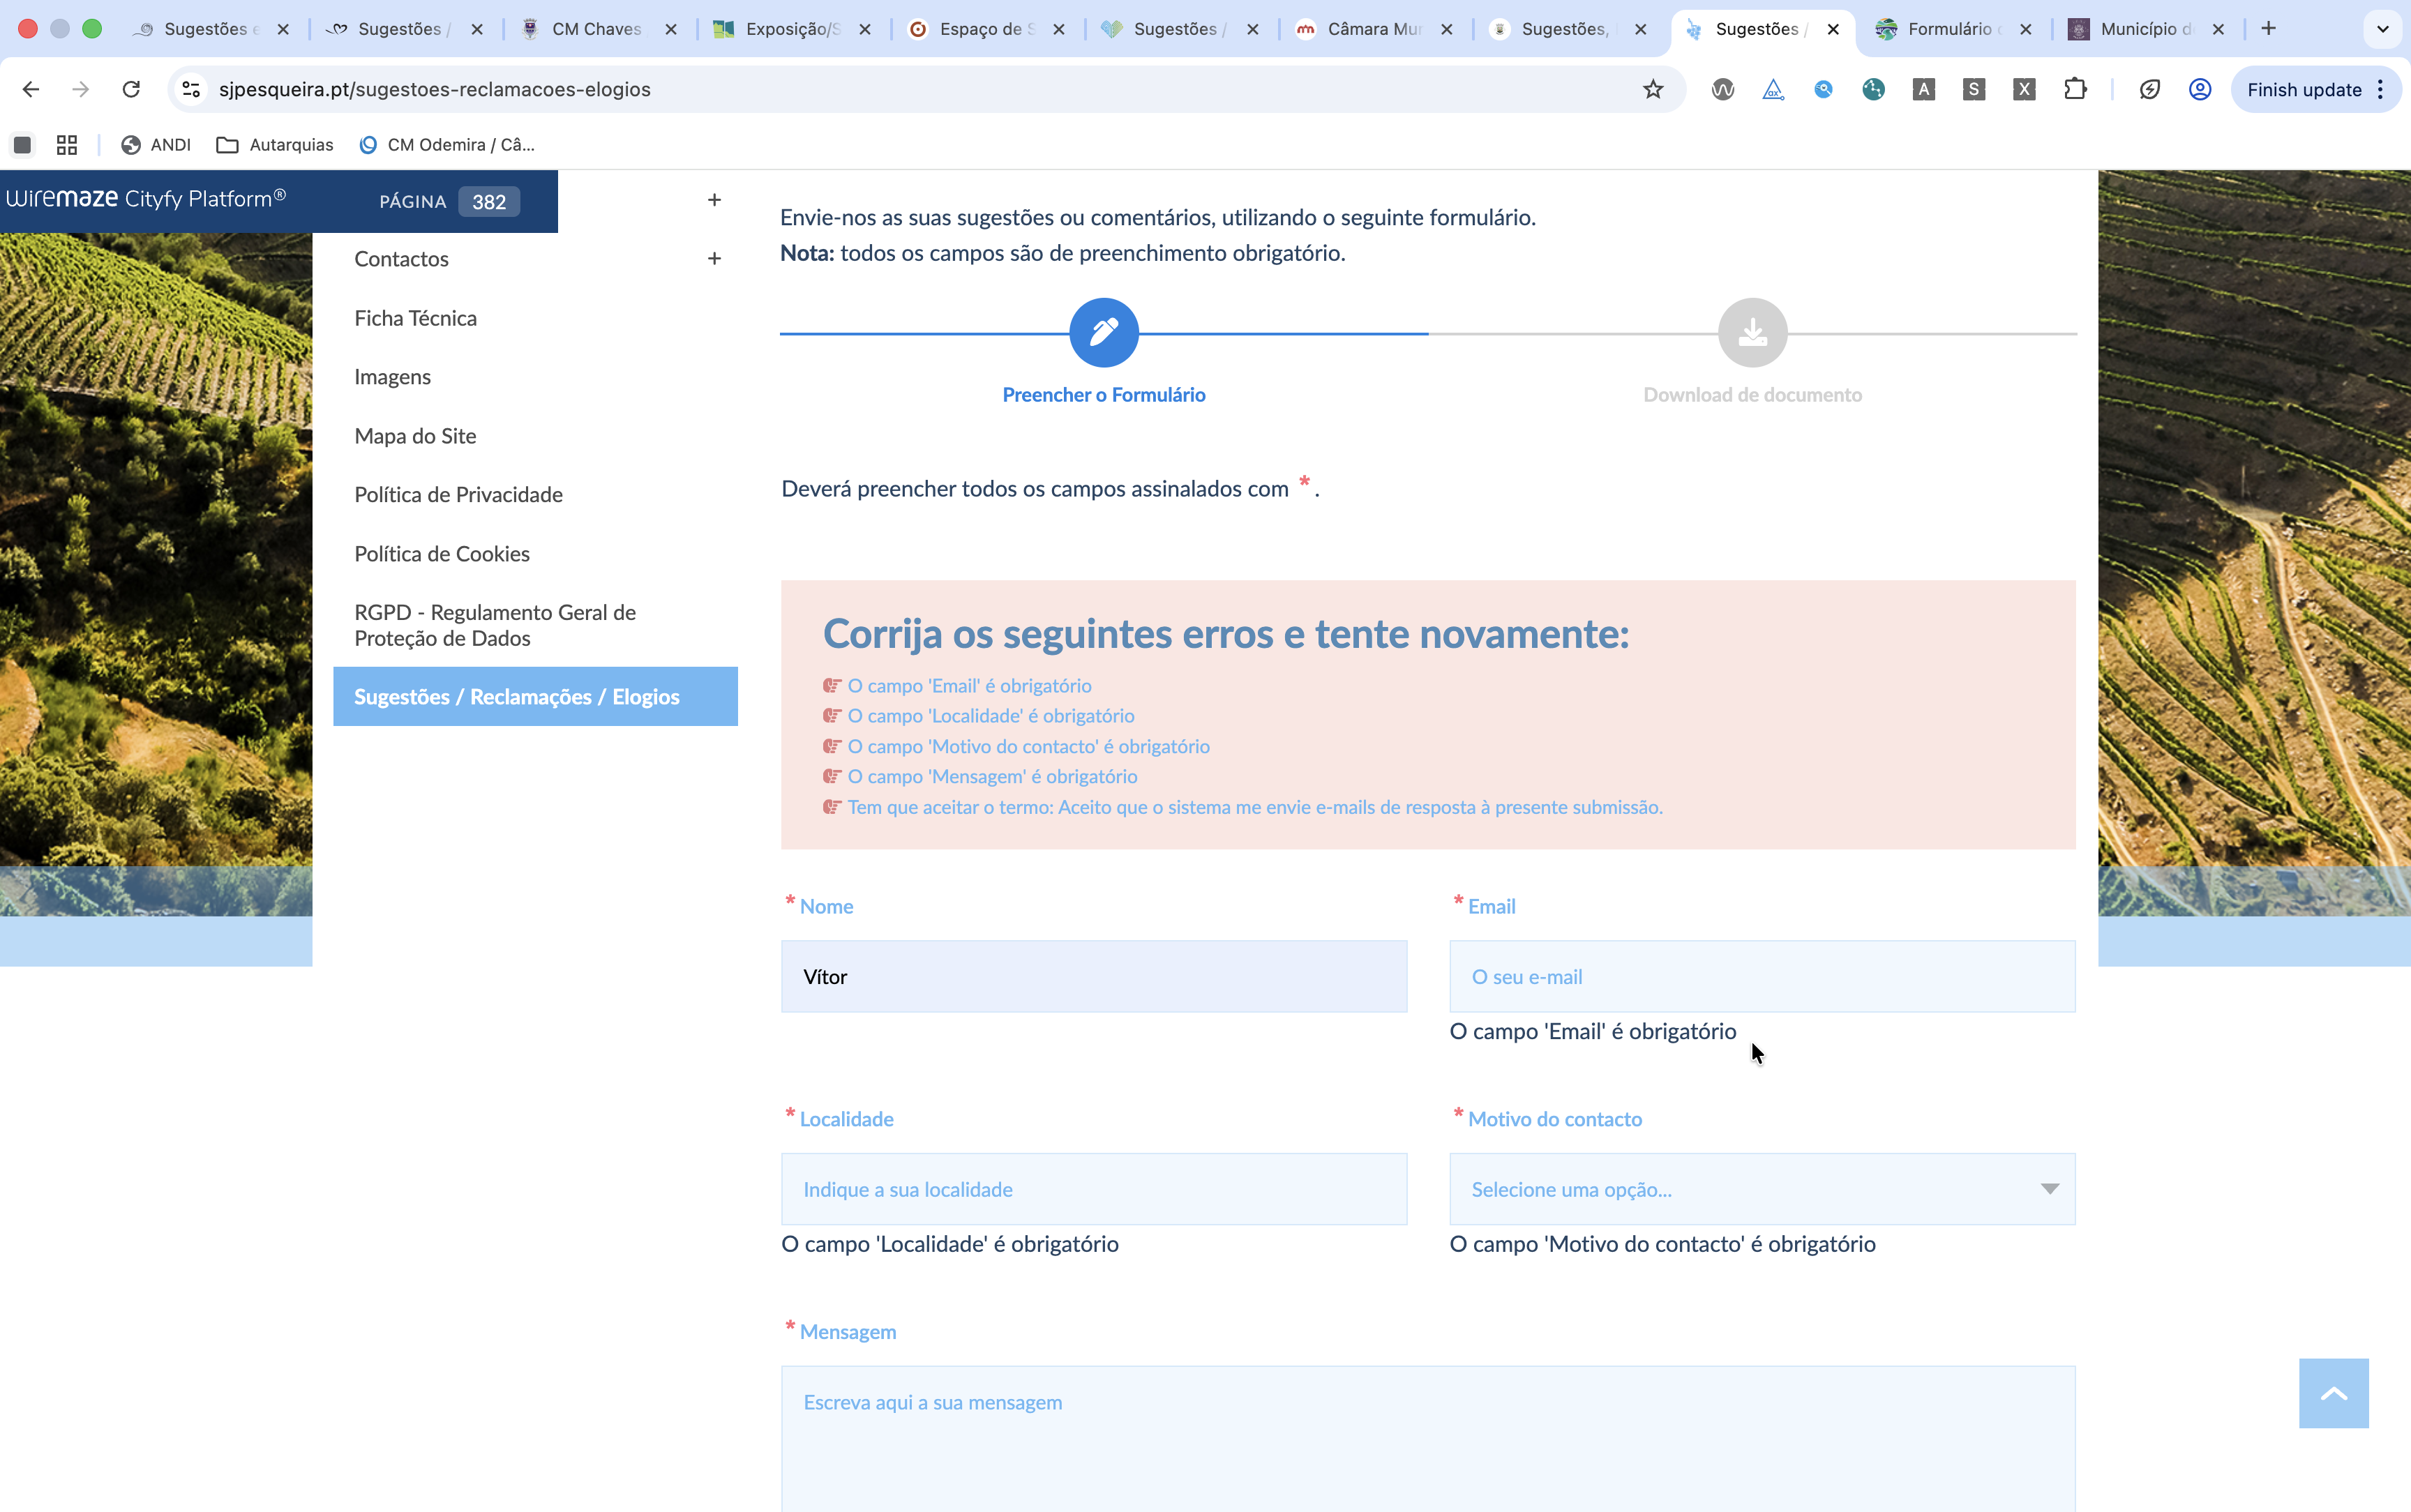 Sugestões e
Sugestões /
CM Chaves
Exposição/S
Espaço de S
Sugestões /
Câmara Mun
Sugestões,
Sugestões /
Formulário d
Município d
sjpesqueira.pt/sugestoes-reclamacoes-elogios
Finish update
ANDI
Autarquias
CM Odemira / Câ...
wiremaze Cityfy Platform®
PÁGINA 382
Contactos
Ficha Técnica
Imagens
Mapa do Site
Política de Privacidade
Política de Cookies
RGPD - Regulamento Geral de
Proteção de Dados
Sugestões / Reclamações / Elogios
Envie-nos as suas sugestões ou comentários, utilizando o seguinte formulário.
Nota: todos os campos são de preenchimento obrigatório.
Preencher o Formulário
Download de documento
Deverá preencher todos os campos assinalados com * .
Corrija os seguintes erros e tente novamente:
O campo 'Email' é obrigatório
O campo 'Localidade' é obrigatório
O campo 'Motivo do contacto' é obrigatório
O campo 'Mensagem' é obrigatório
Tem que aceitar o termo: Aceito que o sistema me envie e-mails de resposta à presente submissão.
* Nome
Vítor
* Email
O seu e-mail
O campo 'Email' é obrigatório
* Localidade
Indique a sua localidade
O campo 'Localidade' é obrigatório
* Motivo do contacto
Selecione uma opção...
O campo 'Motivo do contacto' é obrigatório
* Mensagem
Escreva aqui a sua mensagem